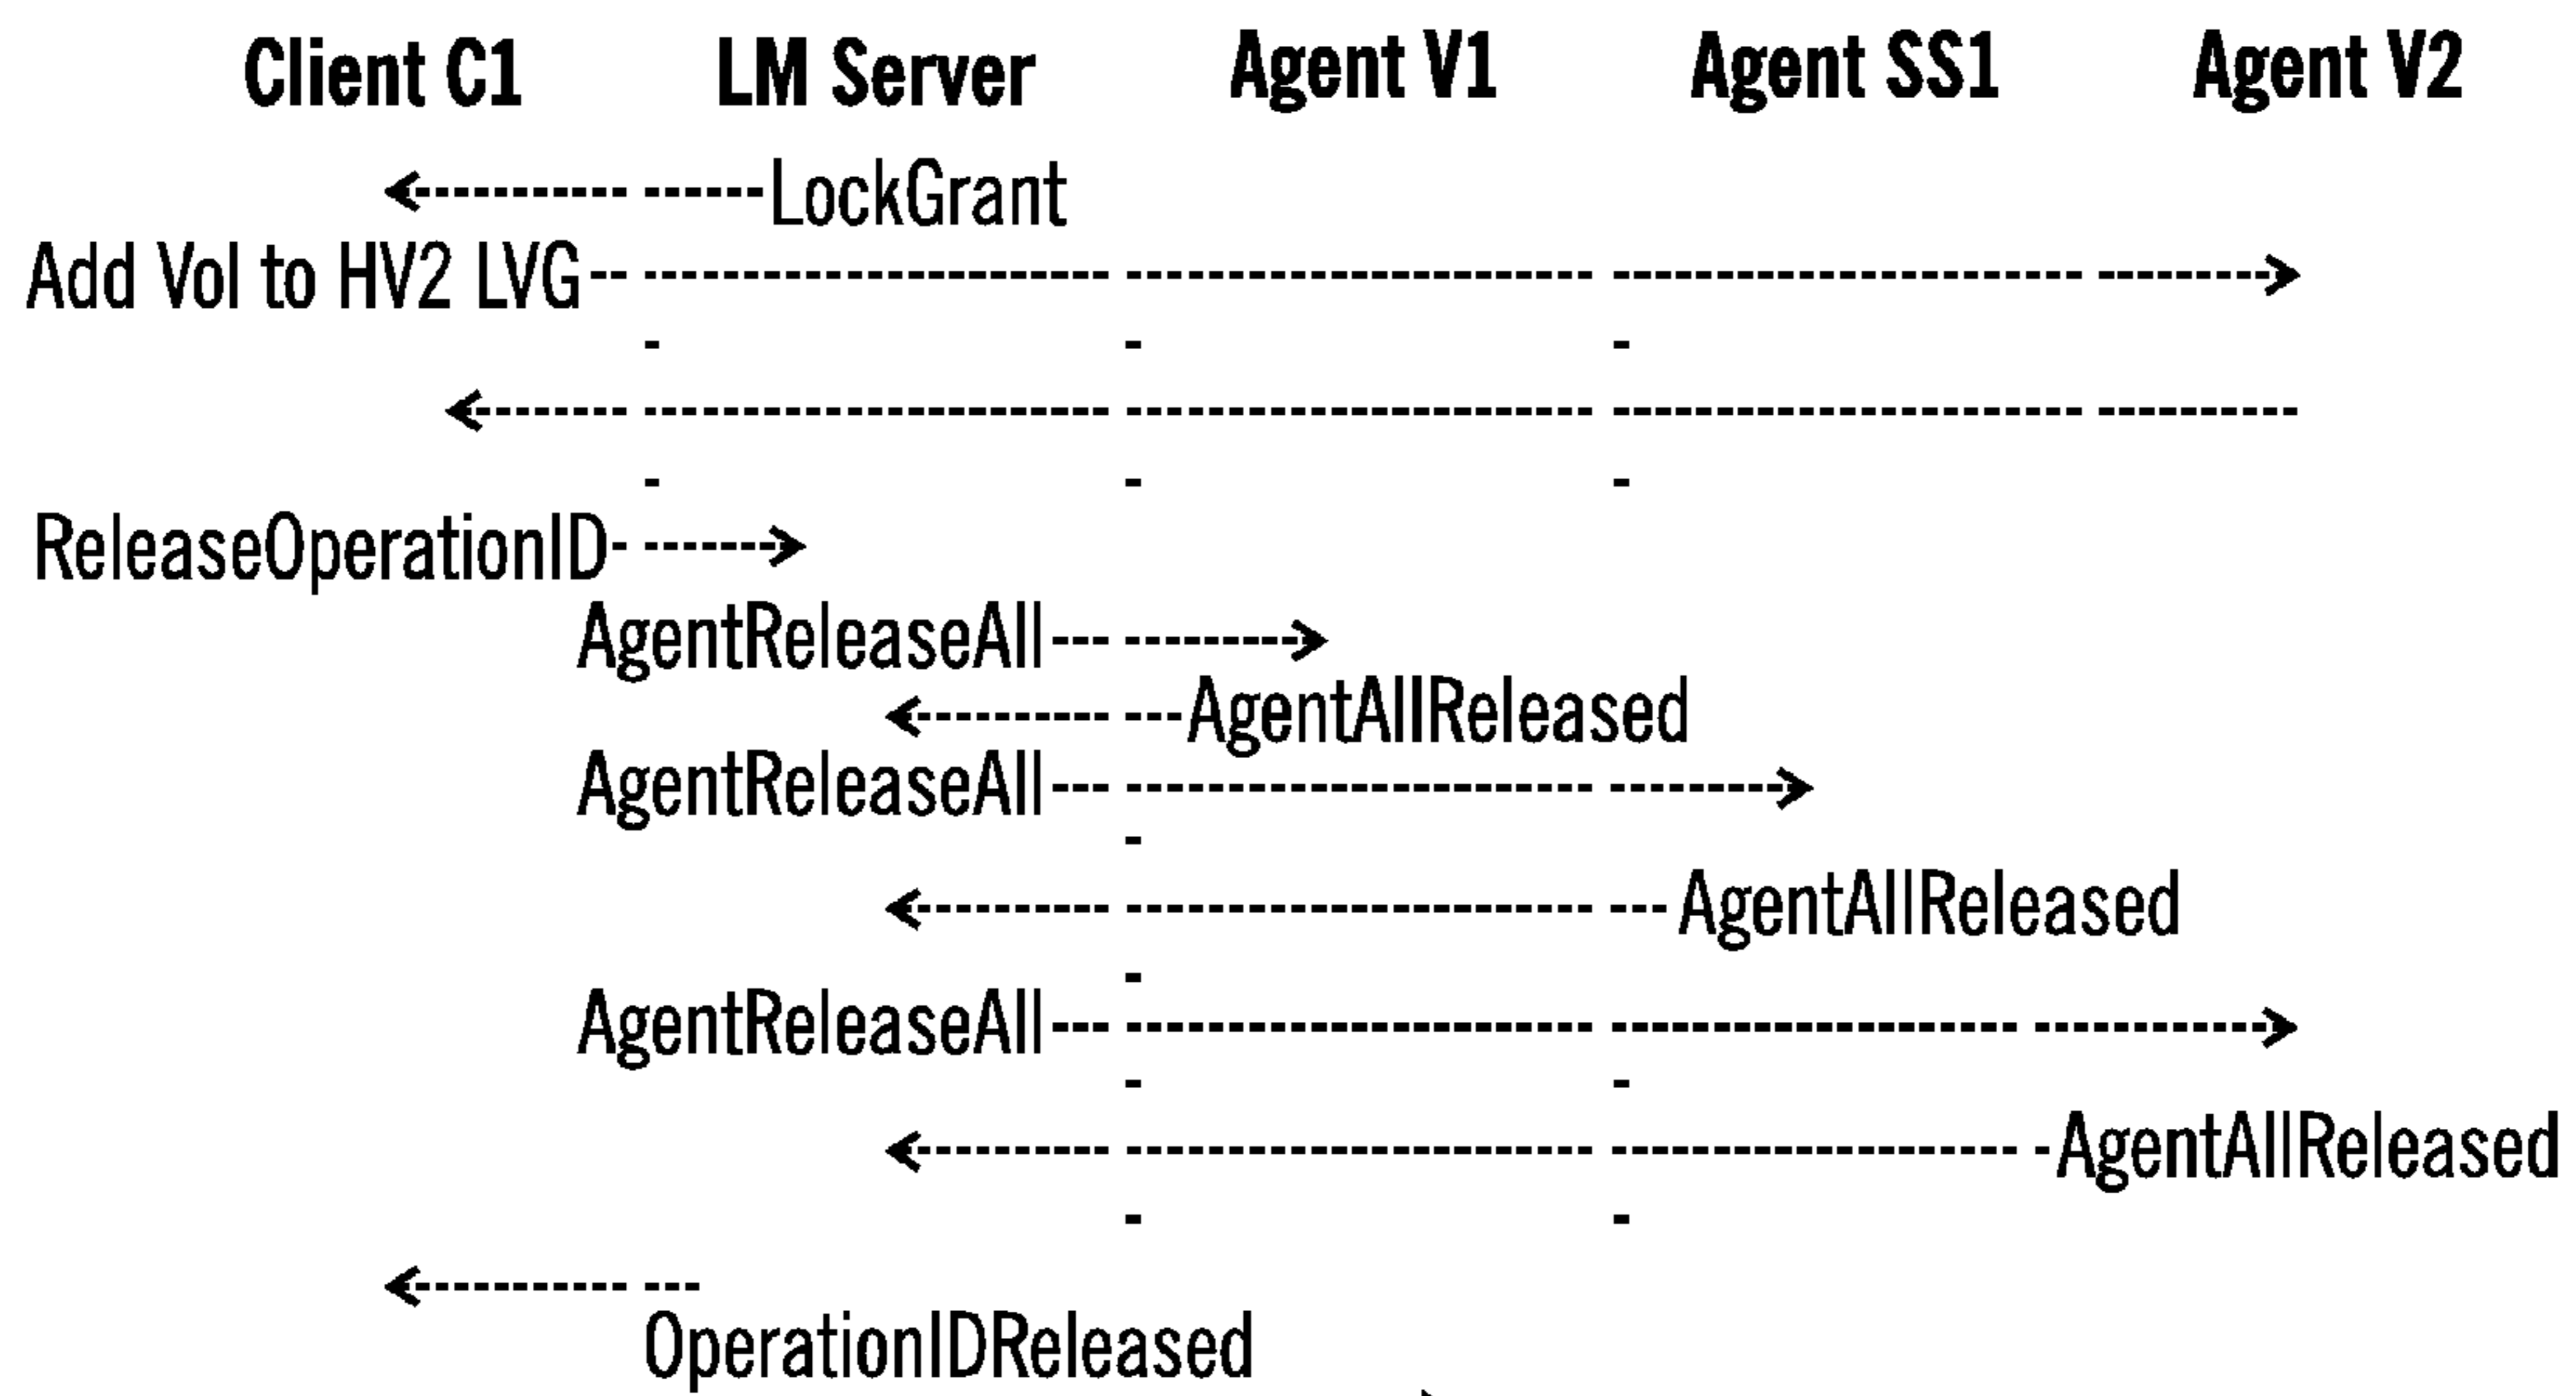 Client C1 LM Server Agent V1 Agent SS1 Agent V2
LockGrant
Add Vol to HV2 LVG
ReleaseOperationID
AgentReleaseAll
AgentAllReleased
AgentReleaseAll
AgentAllReleased
AgentReleaseAll
AgentAllReleased
OperationIDReleased